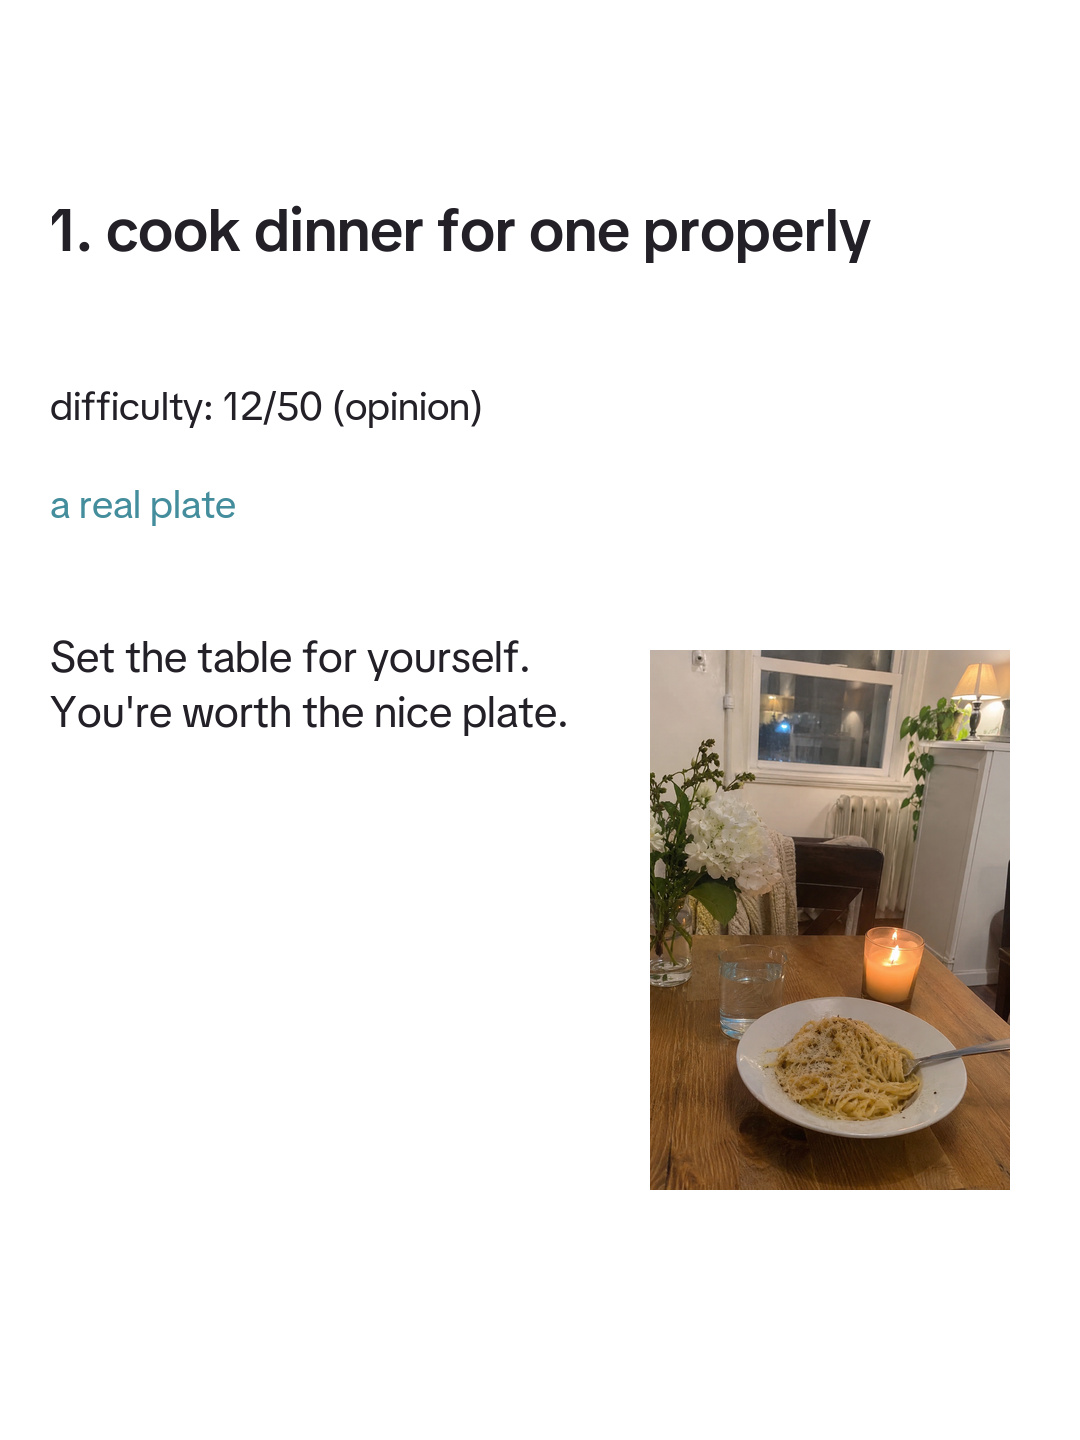 1. cook dinner for one properly
difficulty: 12/50 (opinion)
a real plate
Set the table for yourself.
You're worth the nice plate.